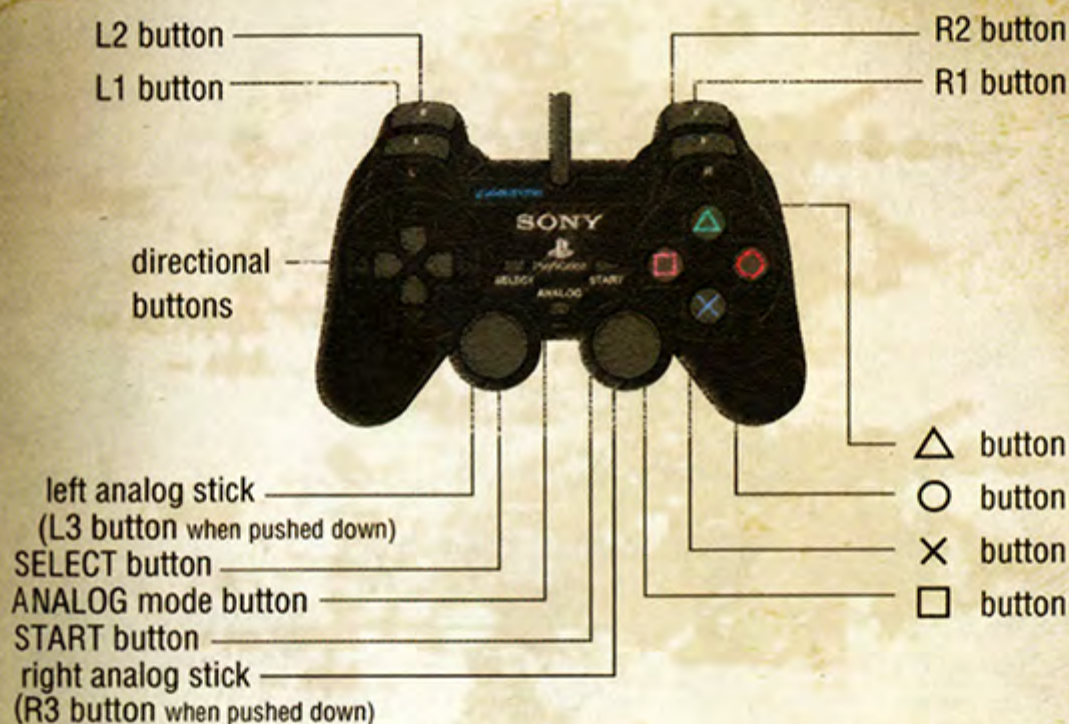 L2 button
L1 button
R2 button
R1 button
SONY
SELECT
START
ANALOG
directional
buttons
left analog stick
(L3 button when pushed down)
SELECT button
ANALOG mode button
START button
right analog stick
(R3 button when pushed down)
△ button
○ button
✕ button
□ button